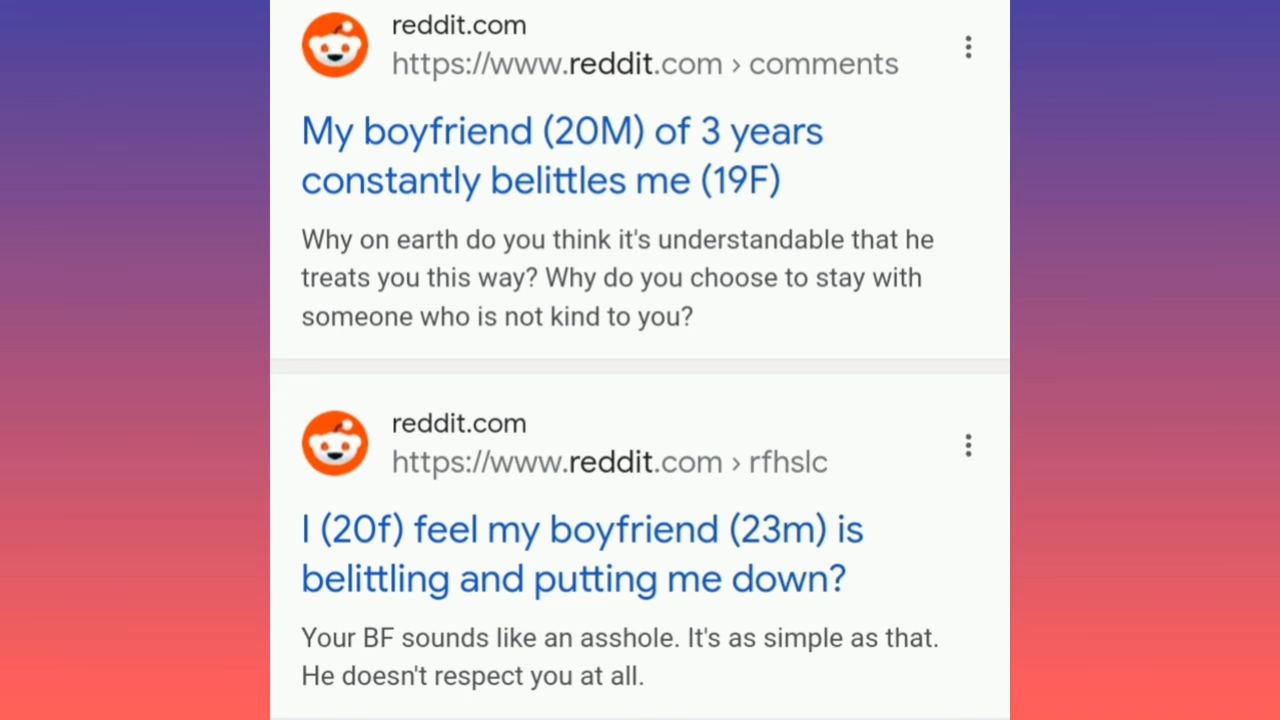 reddit.com
https://www.reddit.com › comments
My boyfriend (20M) of 3 years
constantly belittles me (19F)
Why on earth do you think it's understandable that he
treats you this way? Why do you choose to stay with
someone who is not kind to you?
reddit.com
https://www.reddit.com › rfhslc
I (20f) feel my boyfriend (23m) is
belittling and putting me down?
Your BF sounds like an asshole. It's as simple as that.
He doesn't respect you at all.